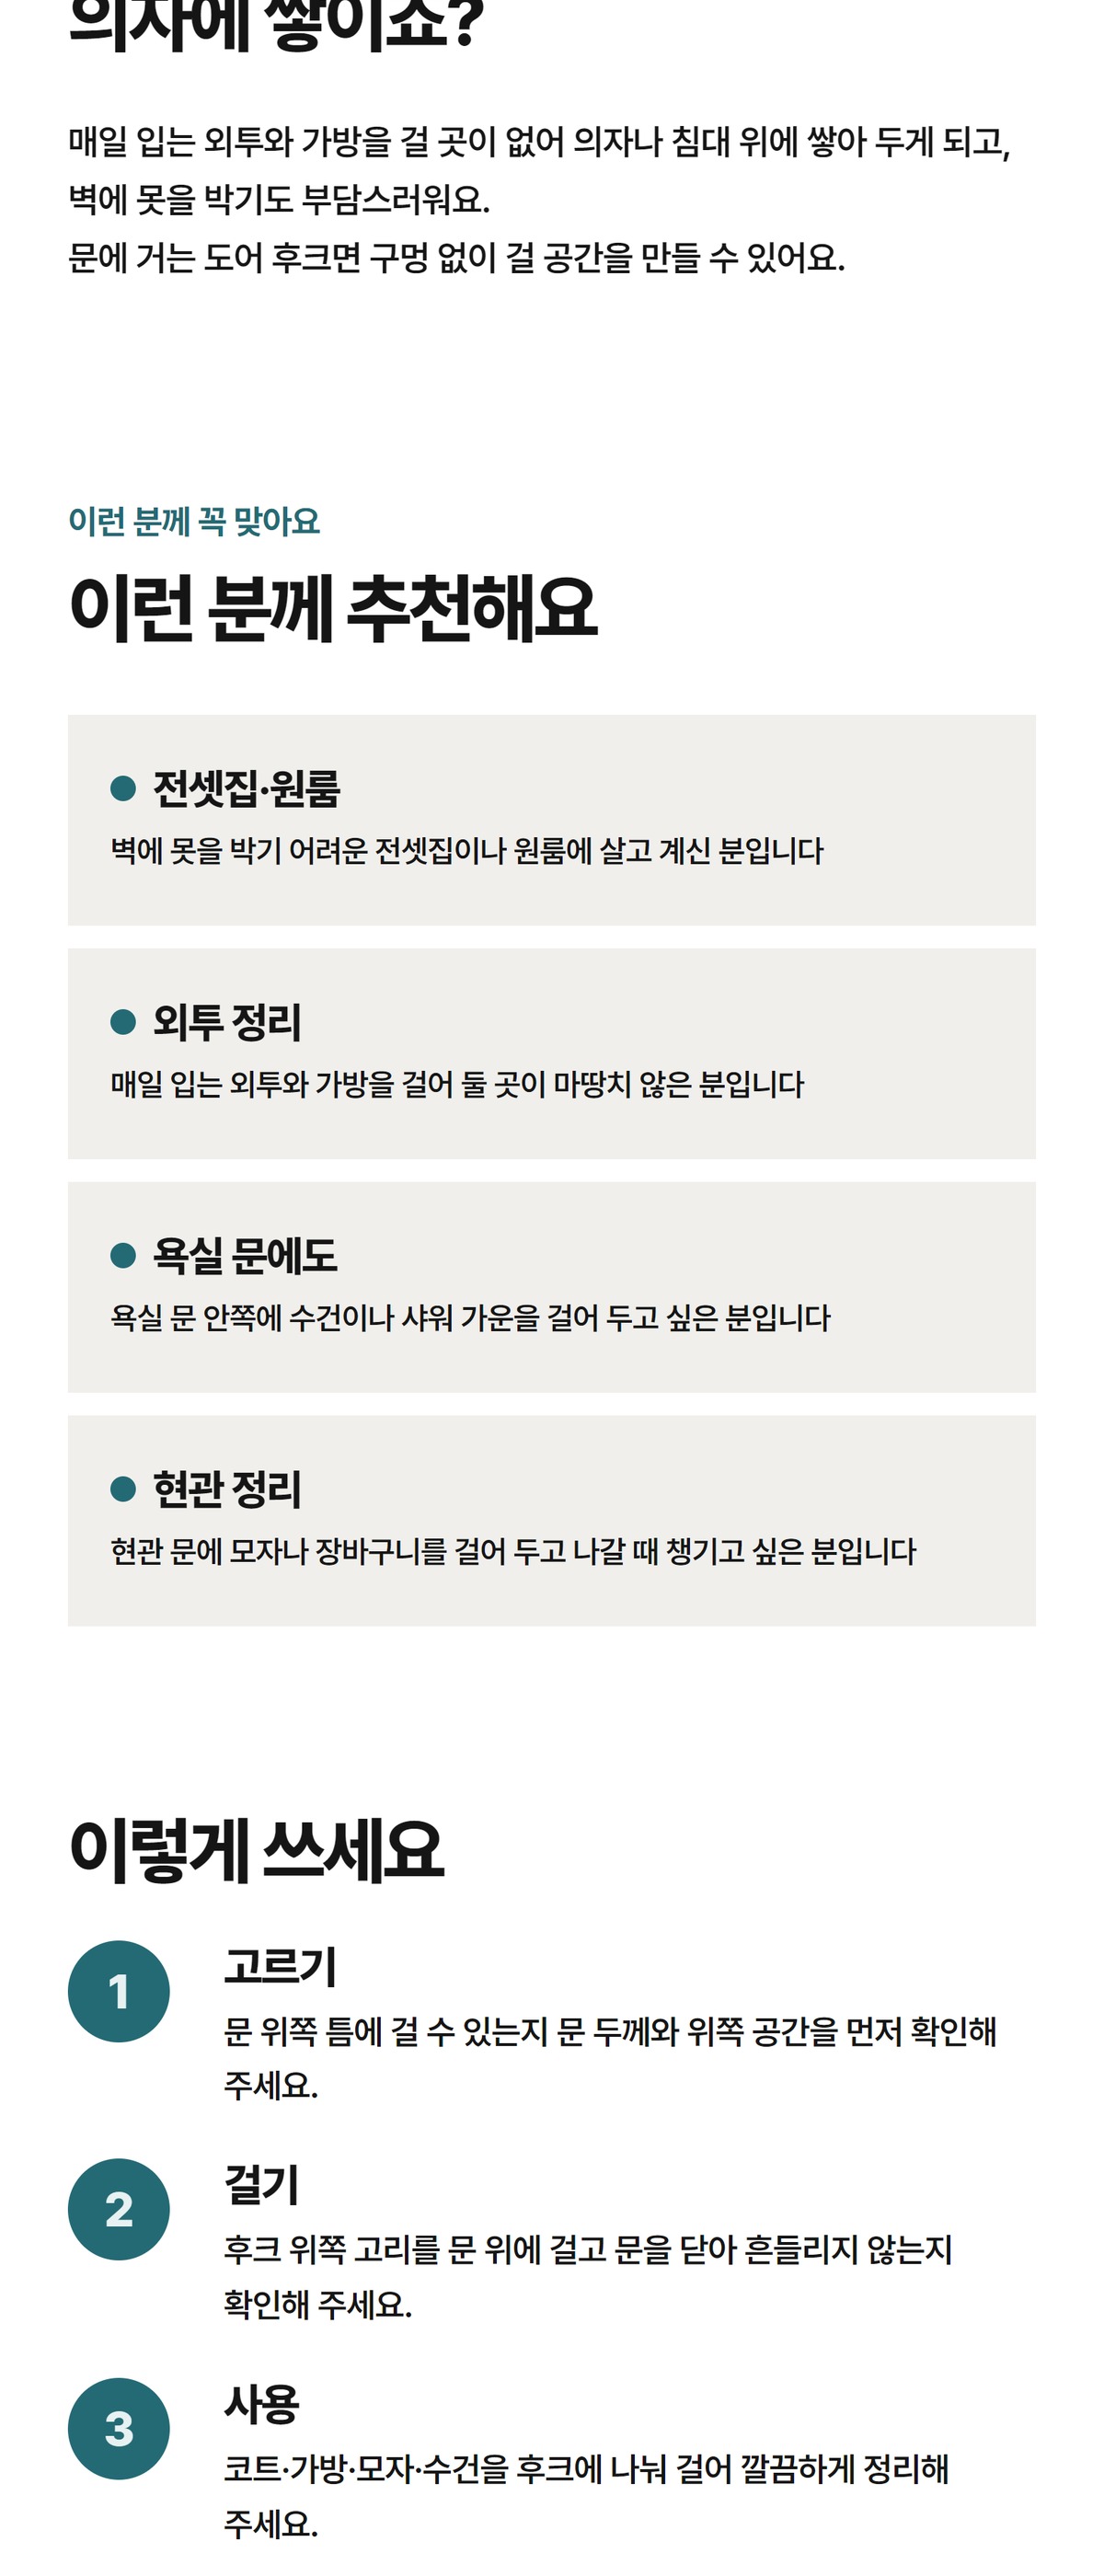 의자에 쌓이죠?
매일 입는 외투와 가방을 걸 곳이 없어 의자나 침대 위에 쌓아 두게 되고,
벽에 못을 박기도 부담스러워요.
문에 거는 도어 후크면 구멍 없이 걸 공간을 만들 수 있어요.
이런 분께 꼭 맞아요
이런 분께 추천해요
전셋집·원룸
벽에 못을 박기 어려운 전셋집이나 원룸에 살고 계신 분입니다
외투 정리
매일 입는 외투와 가방을 걸어 둘 곳이 마땅치 않은 분입니다
욕실 문에도
욕실 문 안쪽에 수건이나 샤워 가운을 걸어 두고 싶은 분입니다
현관 정리
현관 문에 모자나 장바구니를 걸어 두고 나갈 때 챙기고 싶은 분입니다
이렇게 쓰세요
1 고르기
문 위쪽 틈에 걸 수 있는지 문 두께와 위쪽 공간을 먼저 확인해
주세요.
2 걸기
후크 위쪽 고리를 문 위에 걸고 문을 닫아 흔들리지 않는지
확인해 주세요.
3 사용
코트·가방·모자·수건을 후크에 나눠 걸어 깔끔하게 정리해
주세요.